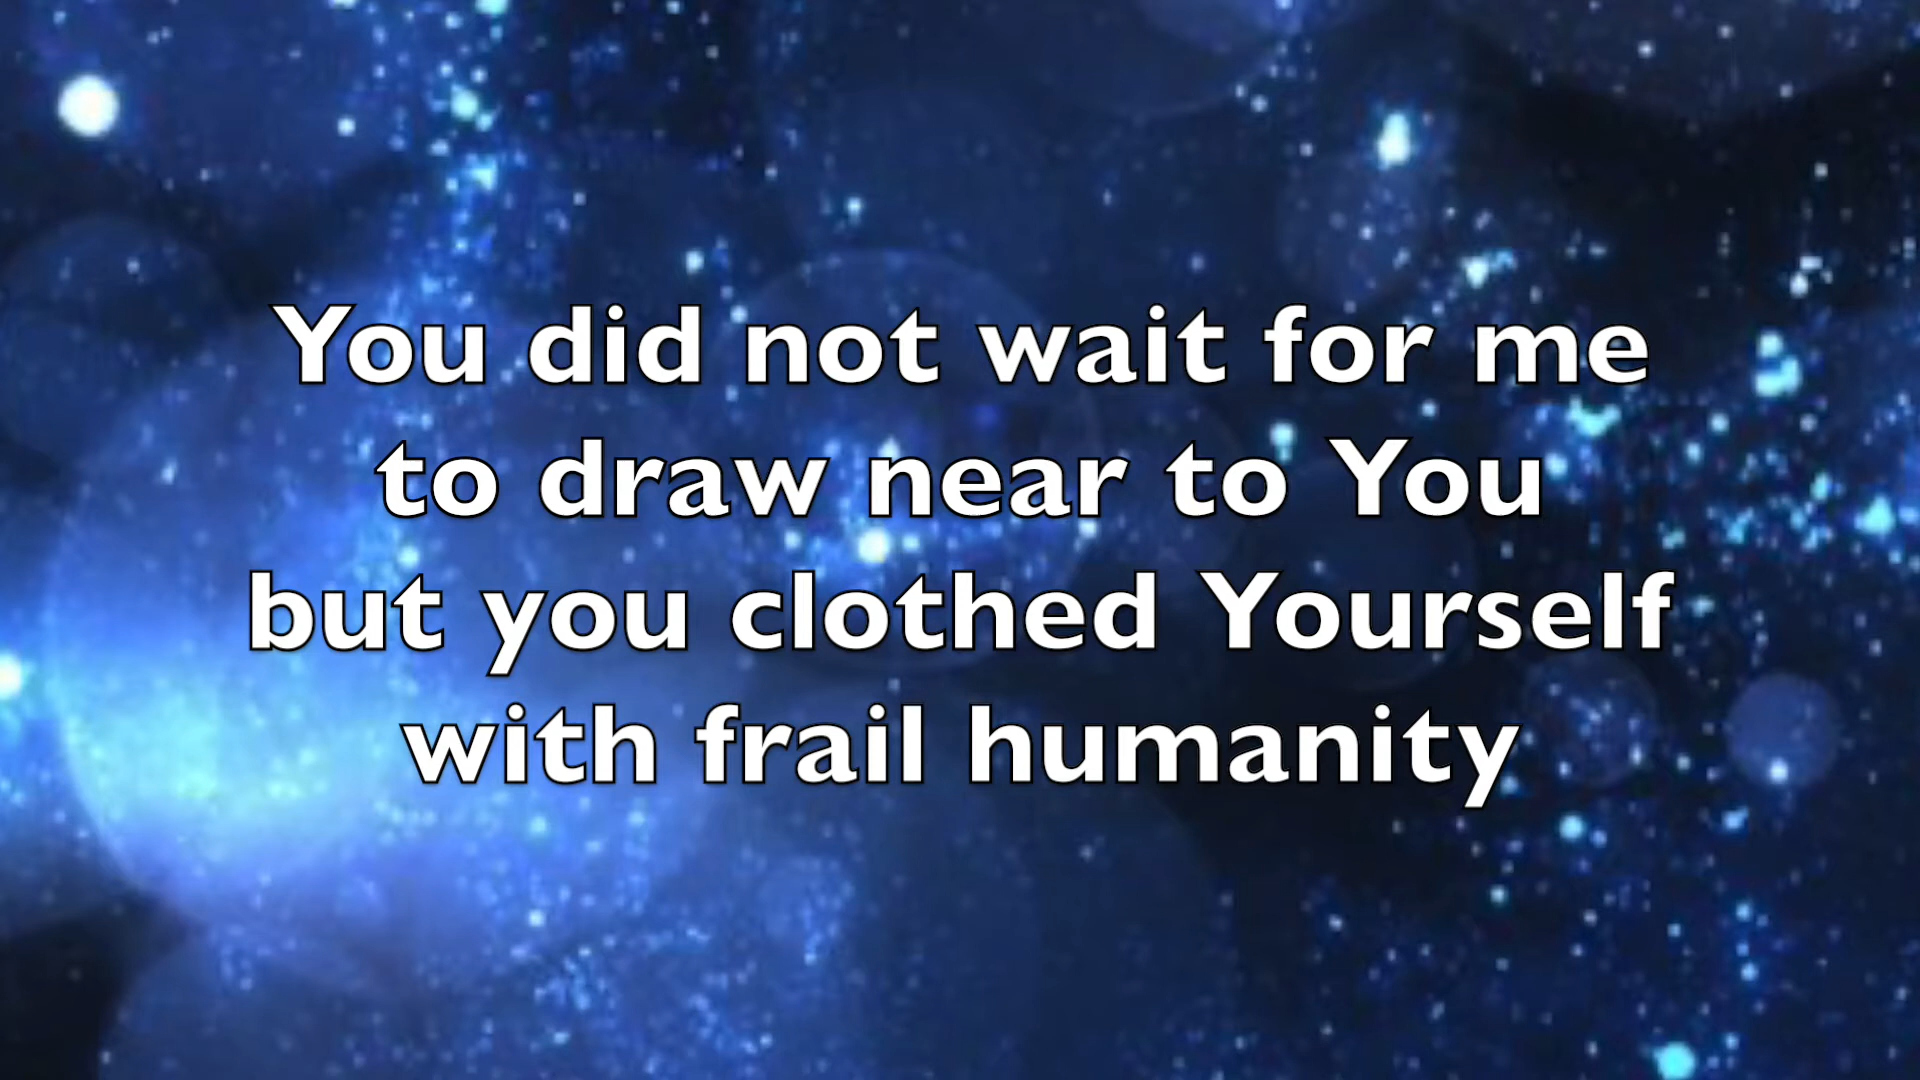 You did not wait for me
to draw near to You
but you clothed Yourself
with frail humanity